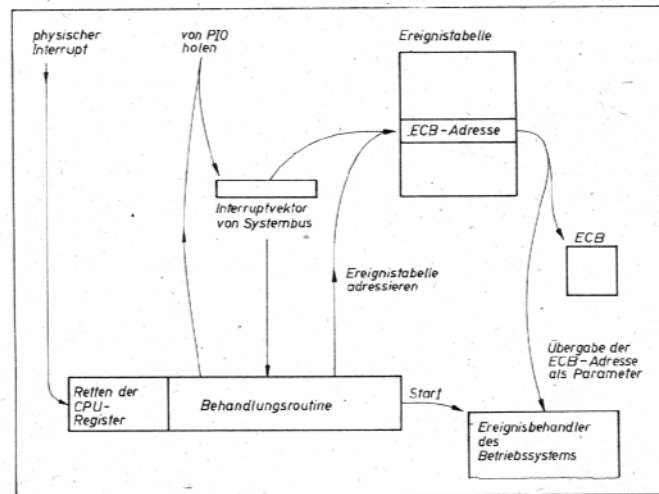 physischer
Interrupt
von PIO
holen
Ereignistabelle
ECB-Adresse
Interruptvektor
von Systembus
ECB
Ereignistabelle
adressieren
Übergabe der
ECB-Adresse
als Parameter
Retten der
CPU-
Register
Behandlungsroutine
Start
Ereignisbehandler
des
Betriebssystems